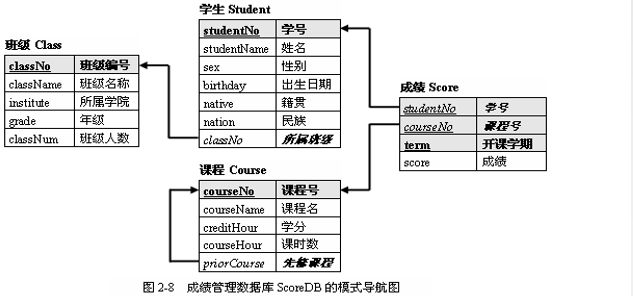 学生 Student
studentNo 学号
studentName 姓名
sex 性别
birthday 出生日期
native 籍贯
nation 民族
classNo 所属班级
班级 Class
classNo 班级编号
className 班级名称
institute 所属学院
grade 年级
classNum 班级人数
成绩 Score
studentNo 学号
courseNo 课程号
term 开课学期
score 成绩
课程 Course
courseNo 课程号
courseName 课程名
creditHour 学分
courseHour 课时数
priorCourse 先修课程
图 2-8 成绩管理数据库 ScoreDB 的模式导航图